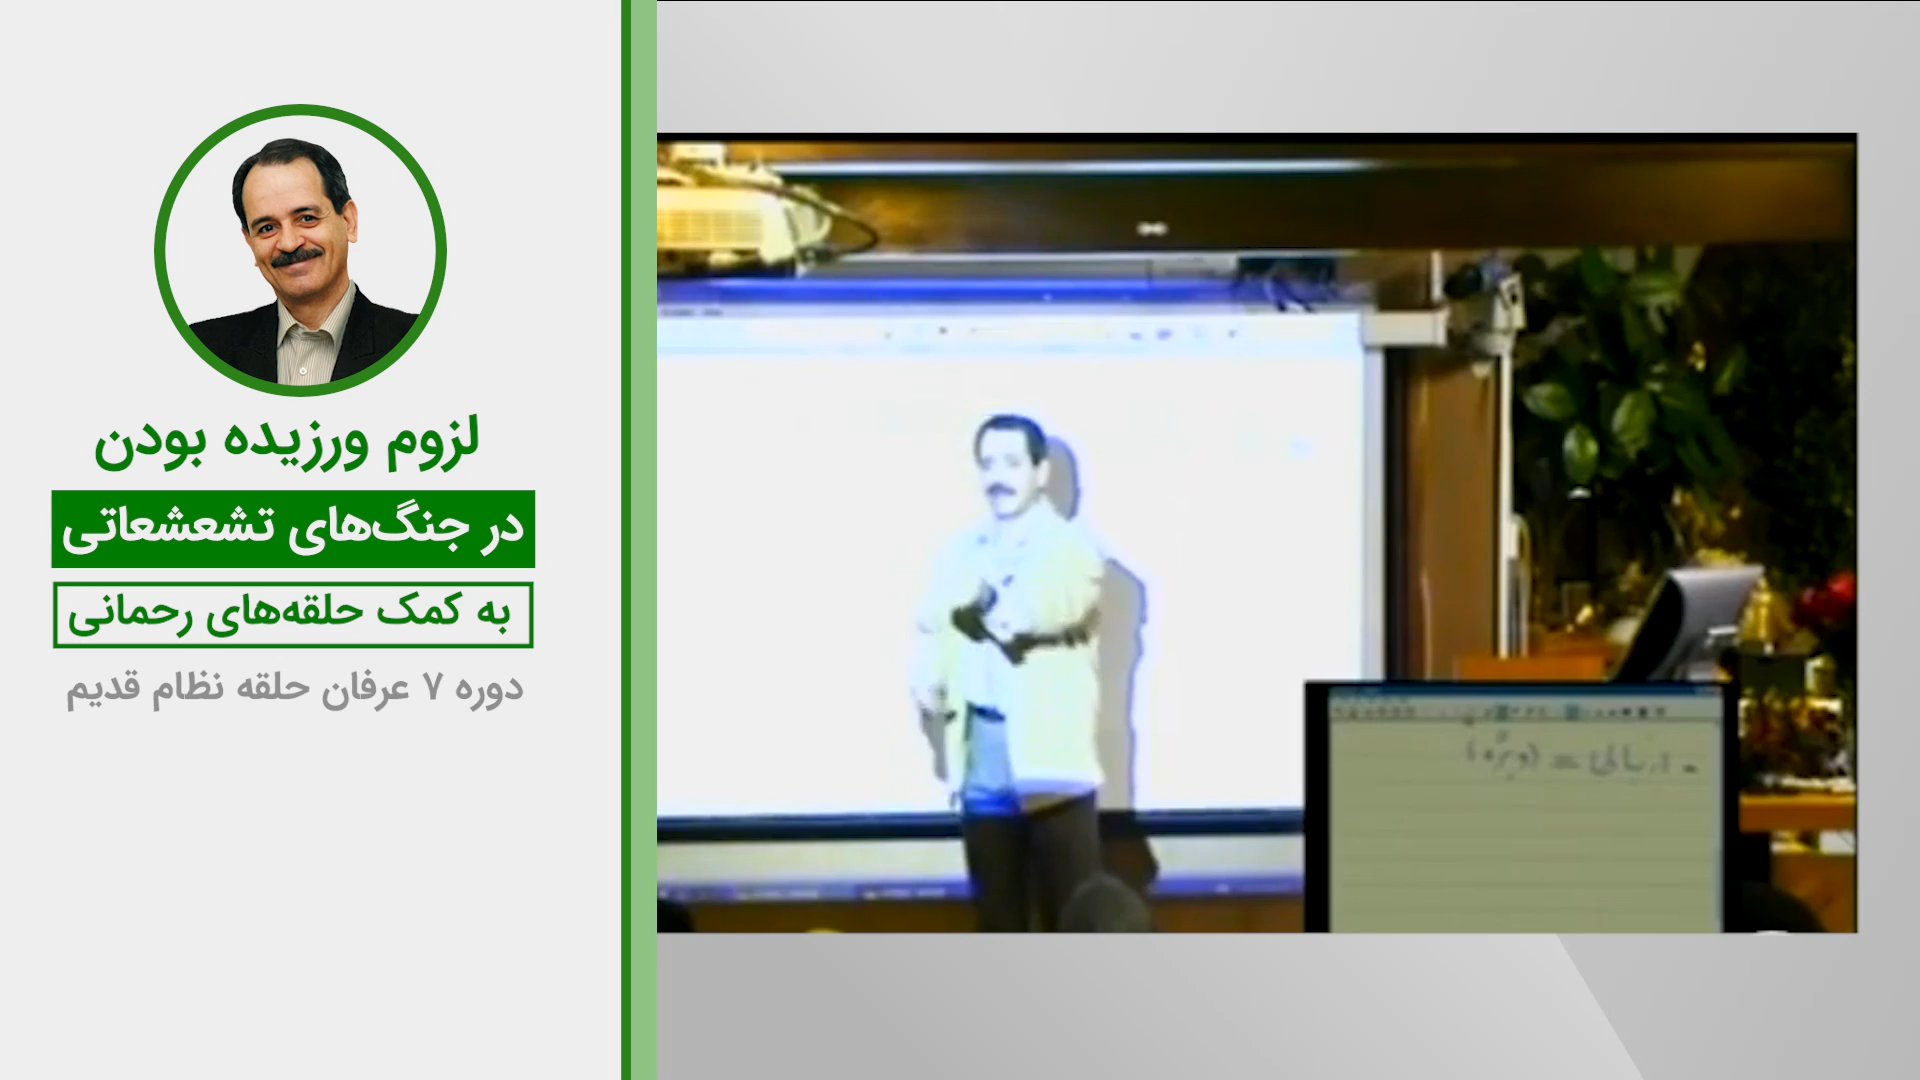 لزوم ورزیده بودن
در جنگ‌های تشعشعاتی
به کمک حلقه‌های رحمانی
دوره ۷ عرفان حلقه نظام قدیم